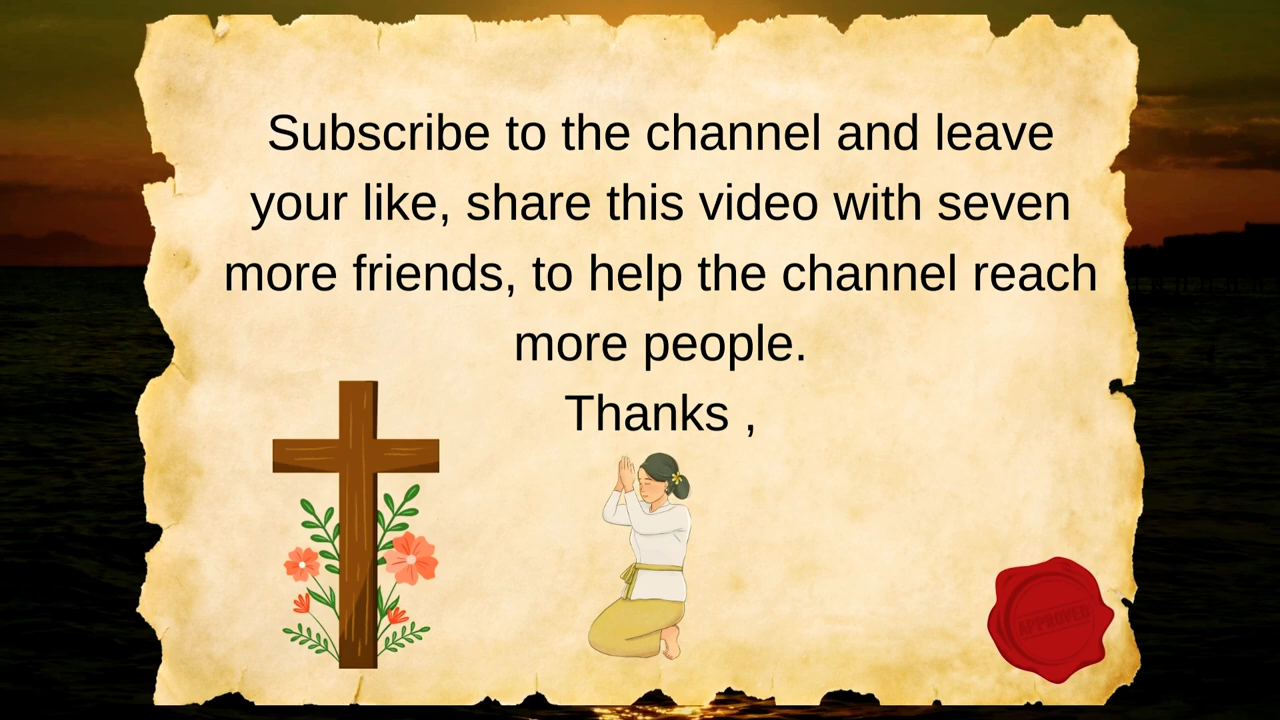 Subscribe to the channel and leave
your like, share this video with seven
more friends, to help the channel reach
more people.
Thanks ,
APPROVED